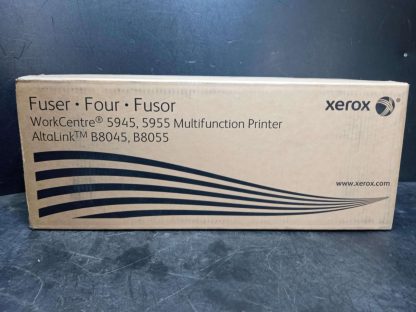 Fuser • Four • Fusor
xerox
WorkCentre® 5945, 5955 Multifunction Printer
AltaLink™ B8045, B8055
www.xerox.com